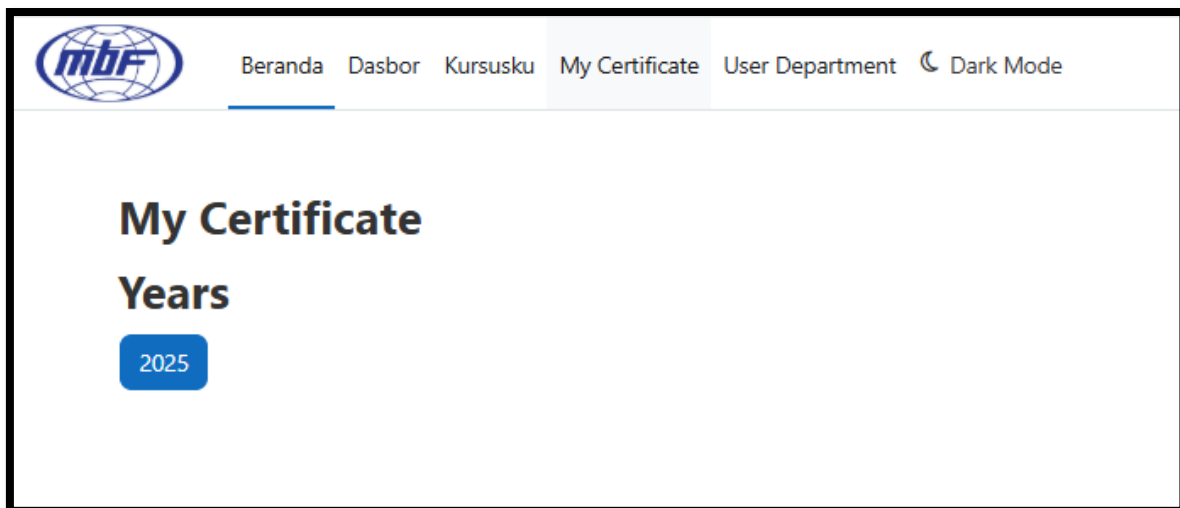 mbF Beranda Dasbor Kursusku My Certificate User Department Dark Mode
My Certificate
Years
2025